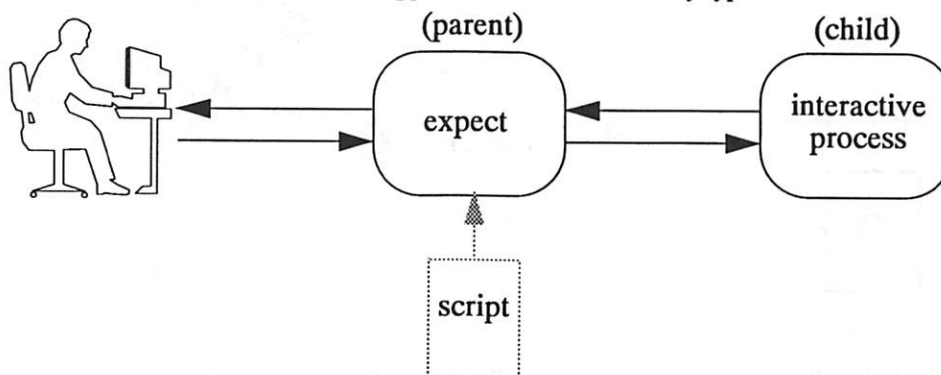 (parent)
(child)
expect
interactive
process
script